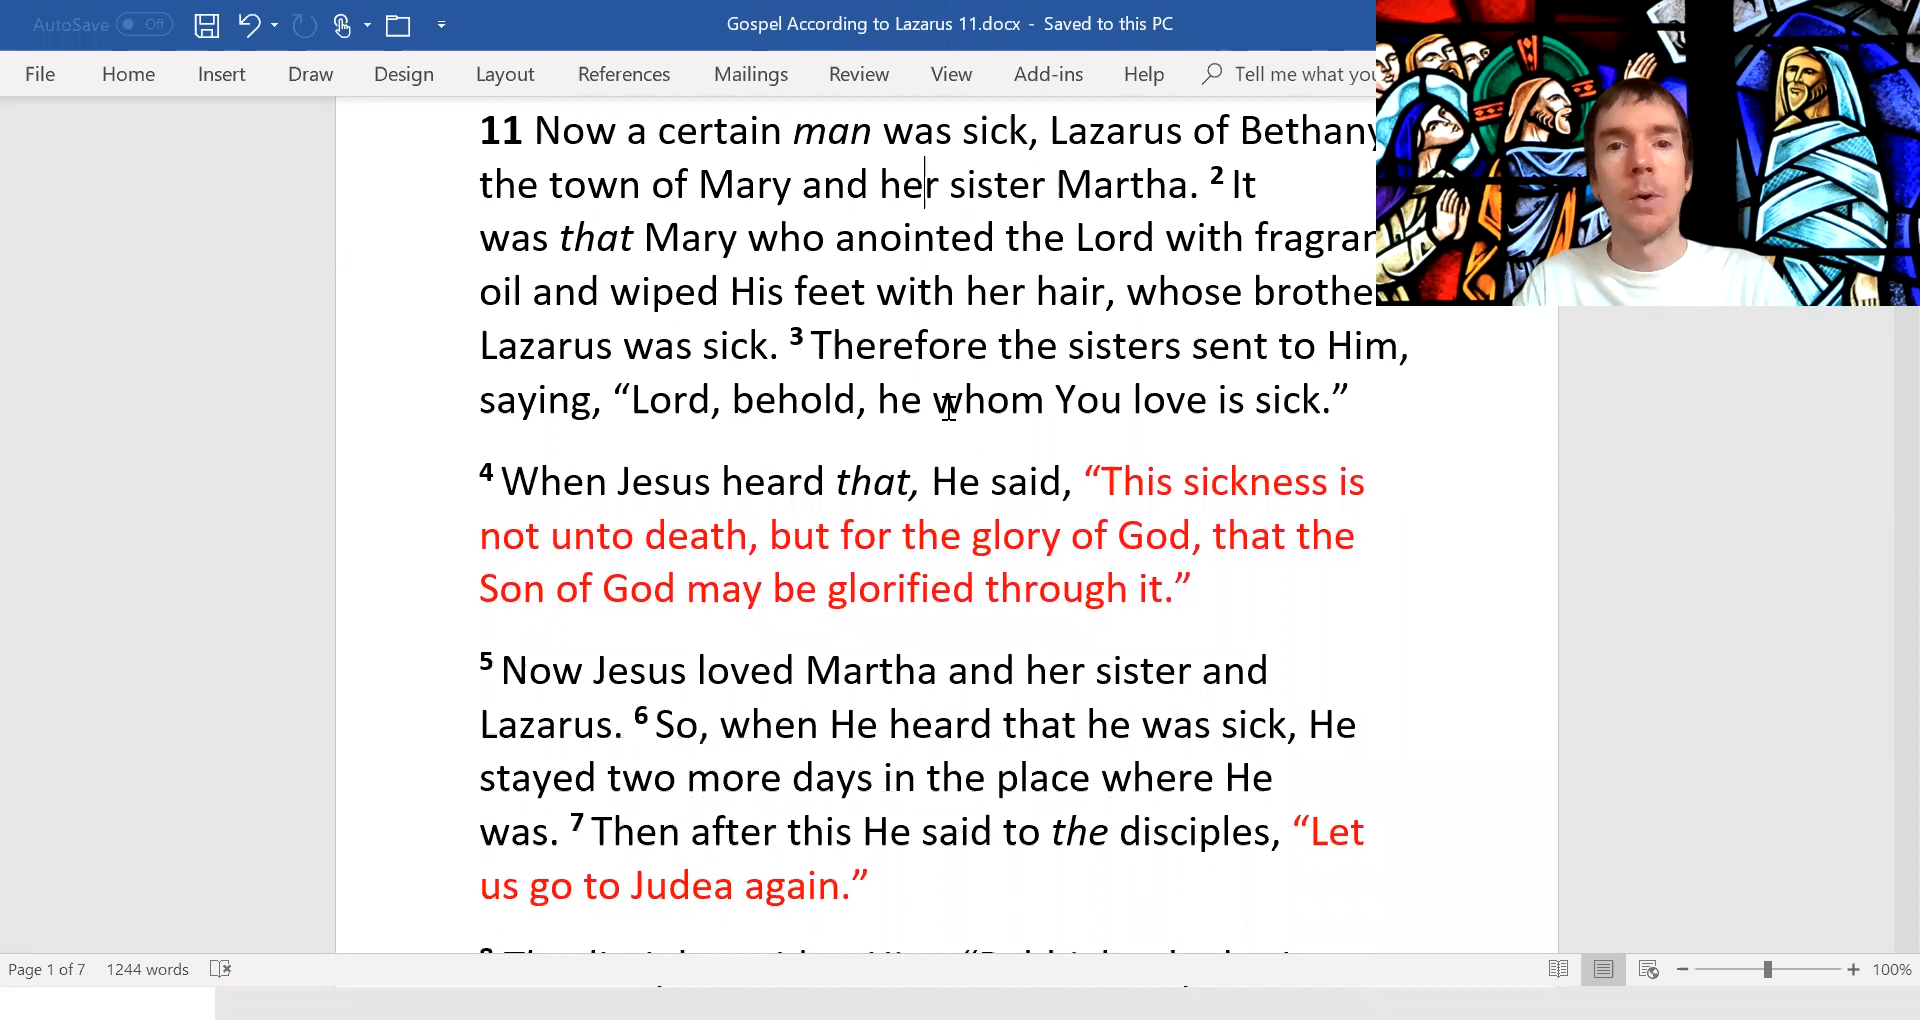 AutoSave Off
Gospel According to Lazarus 11.docx - Saved to this PC
File Home Insert Draw Design Layout References Mailings Review View Add-ins Help Tell me what you
11 Now a certain man was sick, Lazarus of Bethany
the town of Mary and her sister Martha. 2 It
was that Mary who anointed the Lord with
oil and wiped His feet with her hair, whose
Lazarus was sick. 3 Therefore the sisters sent to Him,
saying, “Lord, behold, he whom You love is sick.”
4 When Jesus heard that, He said, “This sickness is
not unto death, but for the glory of God, that the
Son of God may be glorified through it.”
5 Now Jesus loved Martha and her sister and
Lazarus. 6 So, when He heard that he was sick, He
stayed two more days in the place where He
was. 7 Then after this He said to the disciples, “Let
us go to Judea again.”
Page 1 of 7 1244 words 100%